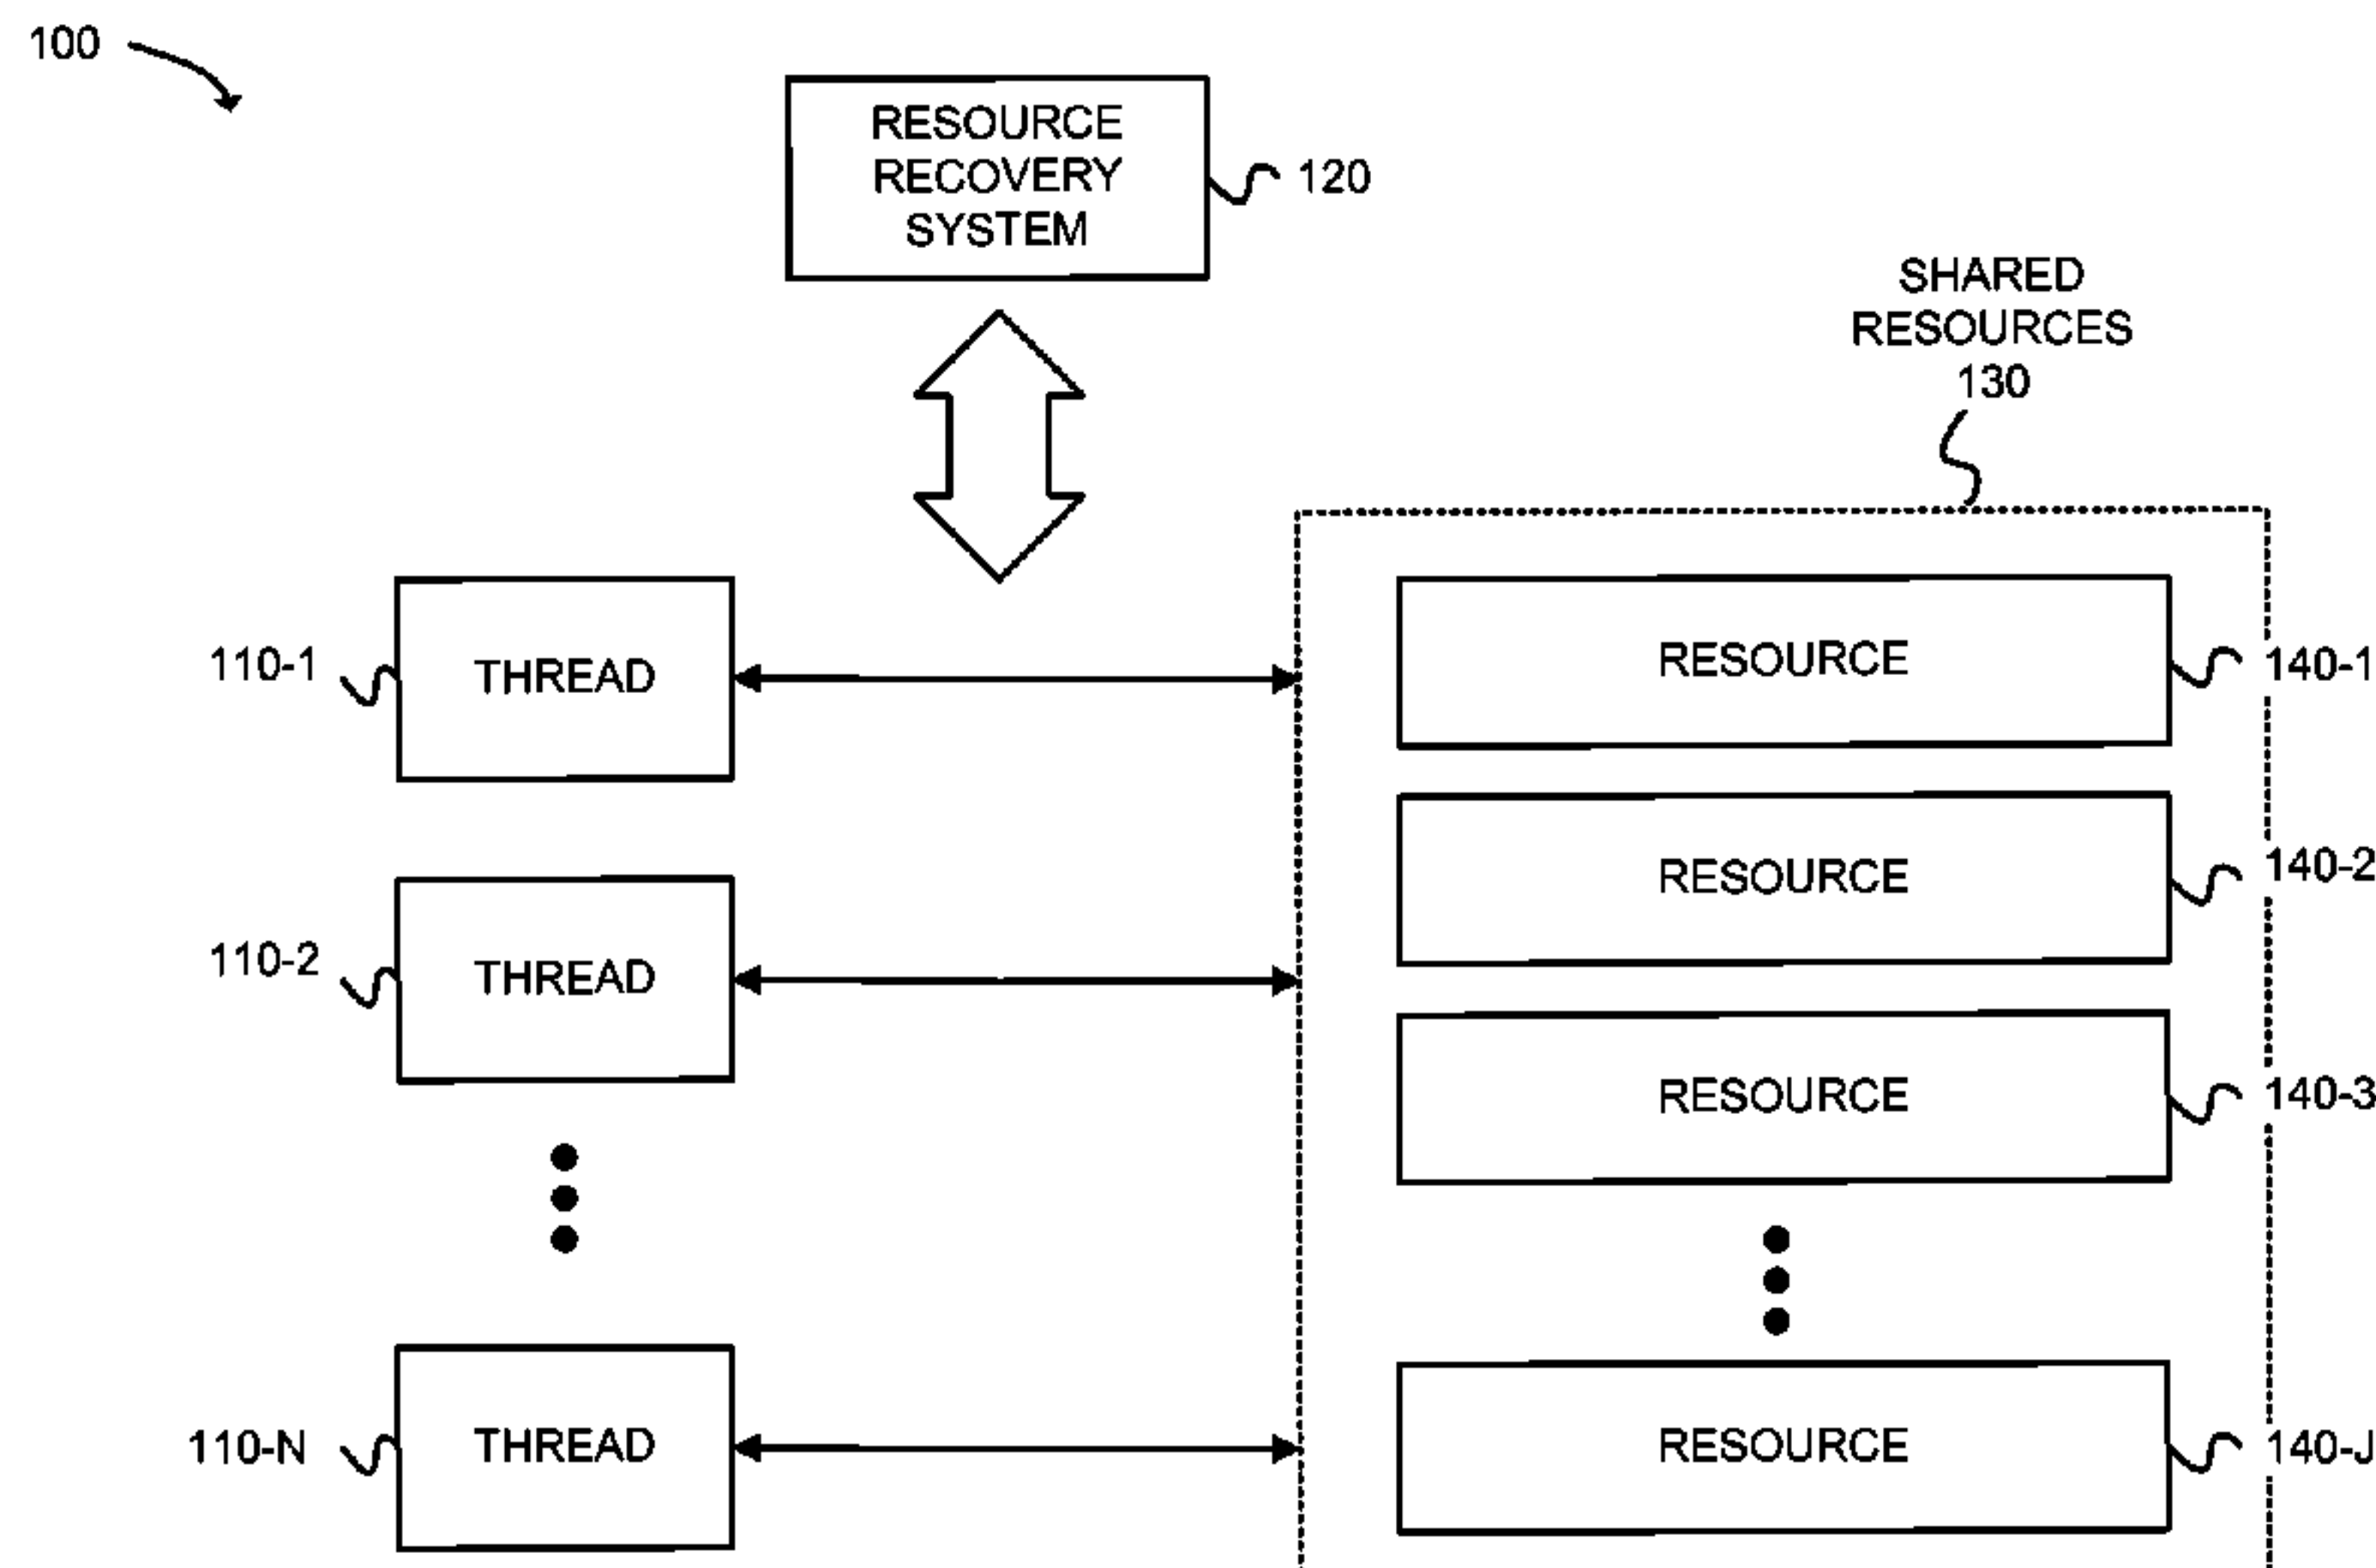 100
RESOURCE
RECOVERY
SYSTEM
120
SHARED
RESOURCES
130
110-1
THREAD
RESOURCE
140-1
RESOURCE
140-2
110-2
THREAD
RESOURCE
140-3
110-N
THREAD
RESOURCE
140-J